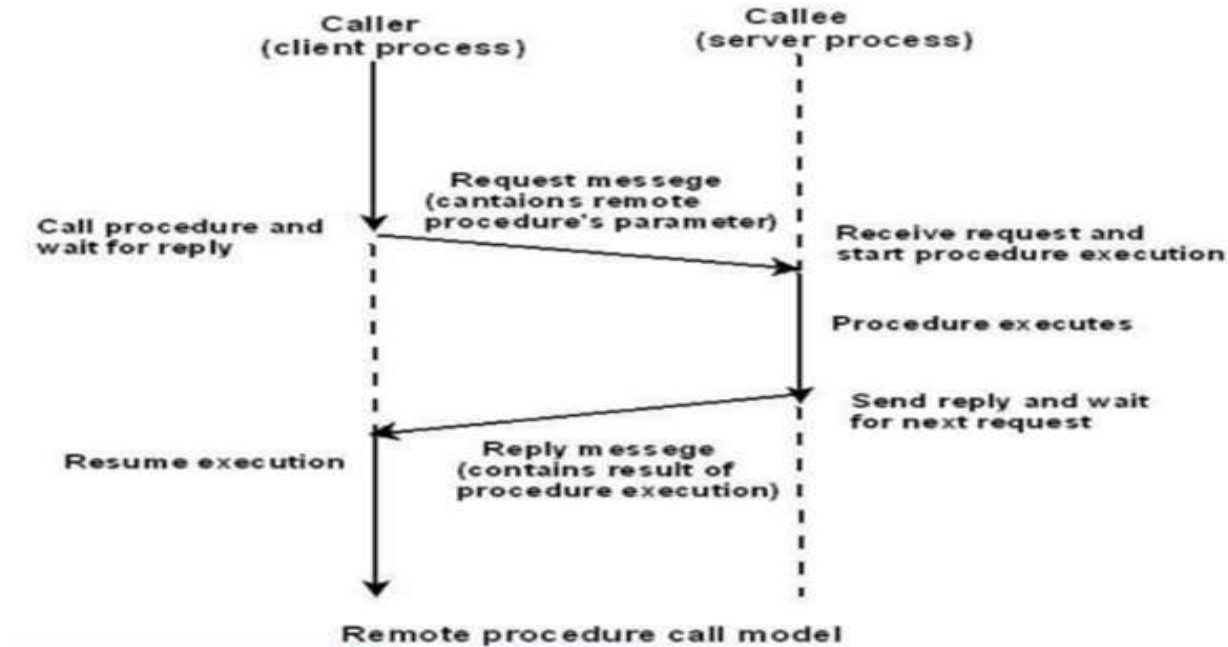 Caller
(client process)
Callee
(server process)
Request messege
(cantaions remote
procedure's parameter)
Call procedure and
wait for reply
Receive request and
start procedure execution
Procedure executes
Send reply and wait
for next request
Reply messege
(contains result of
procedure execution)
Resume execution
Remote procedure call model